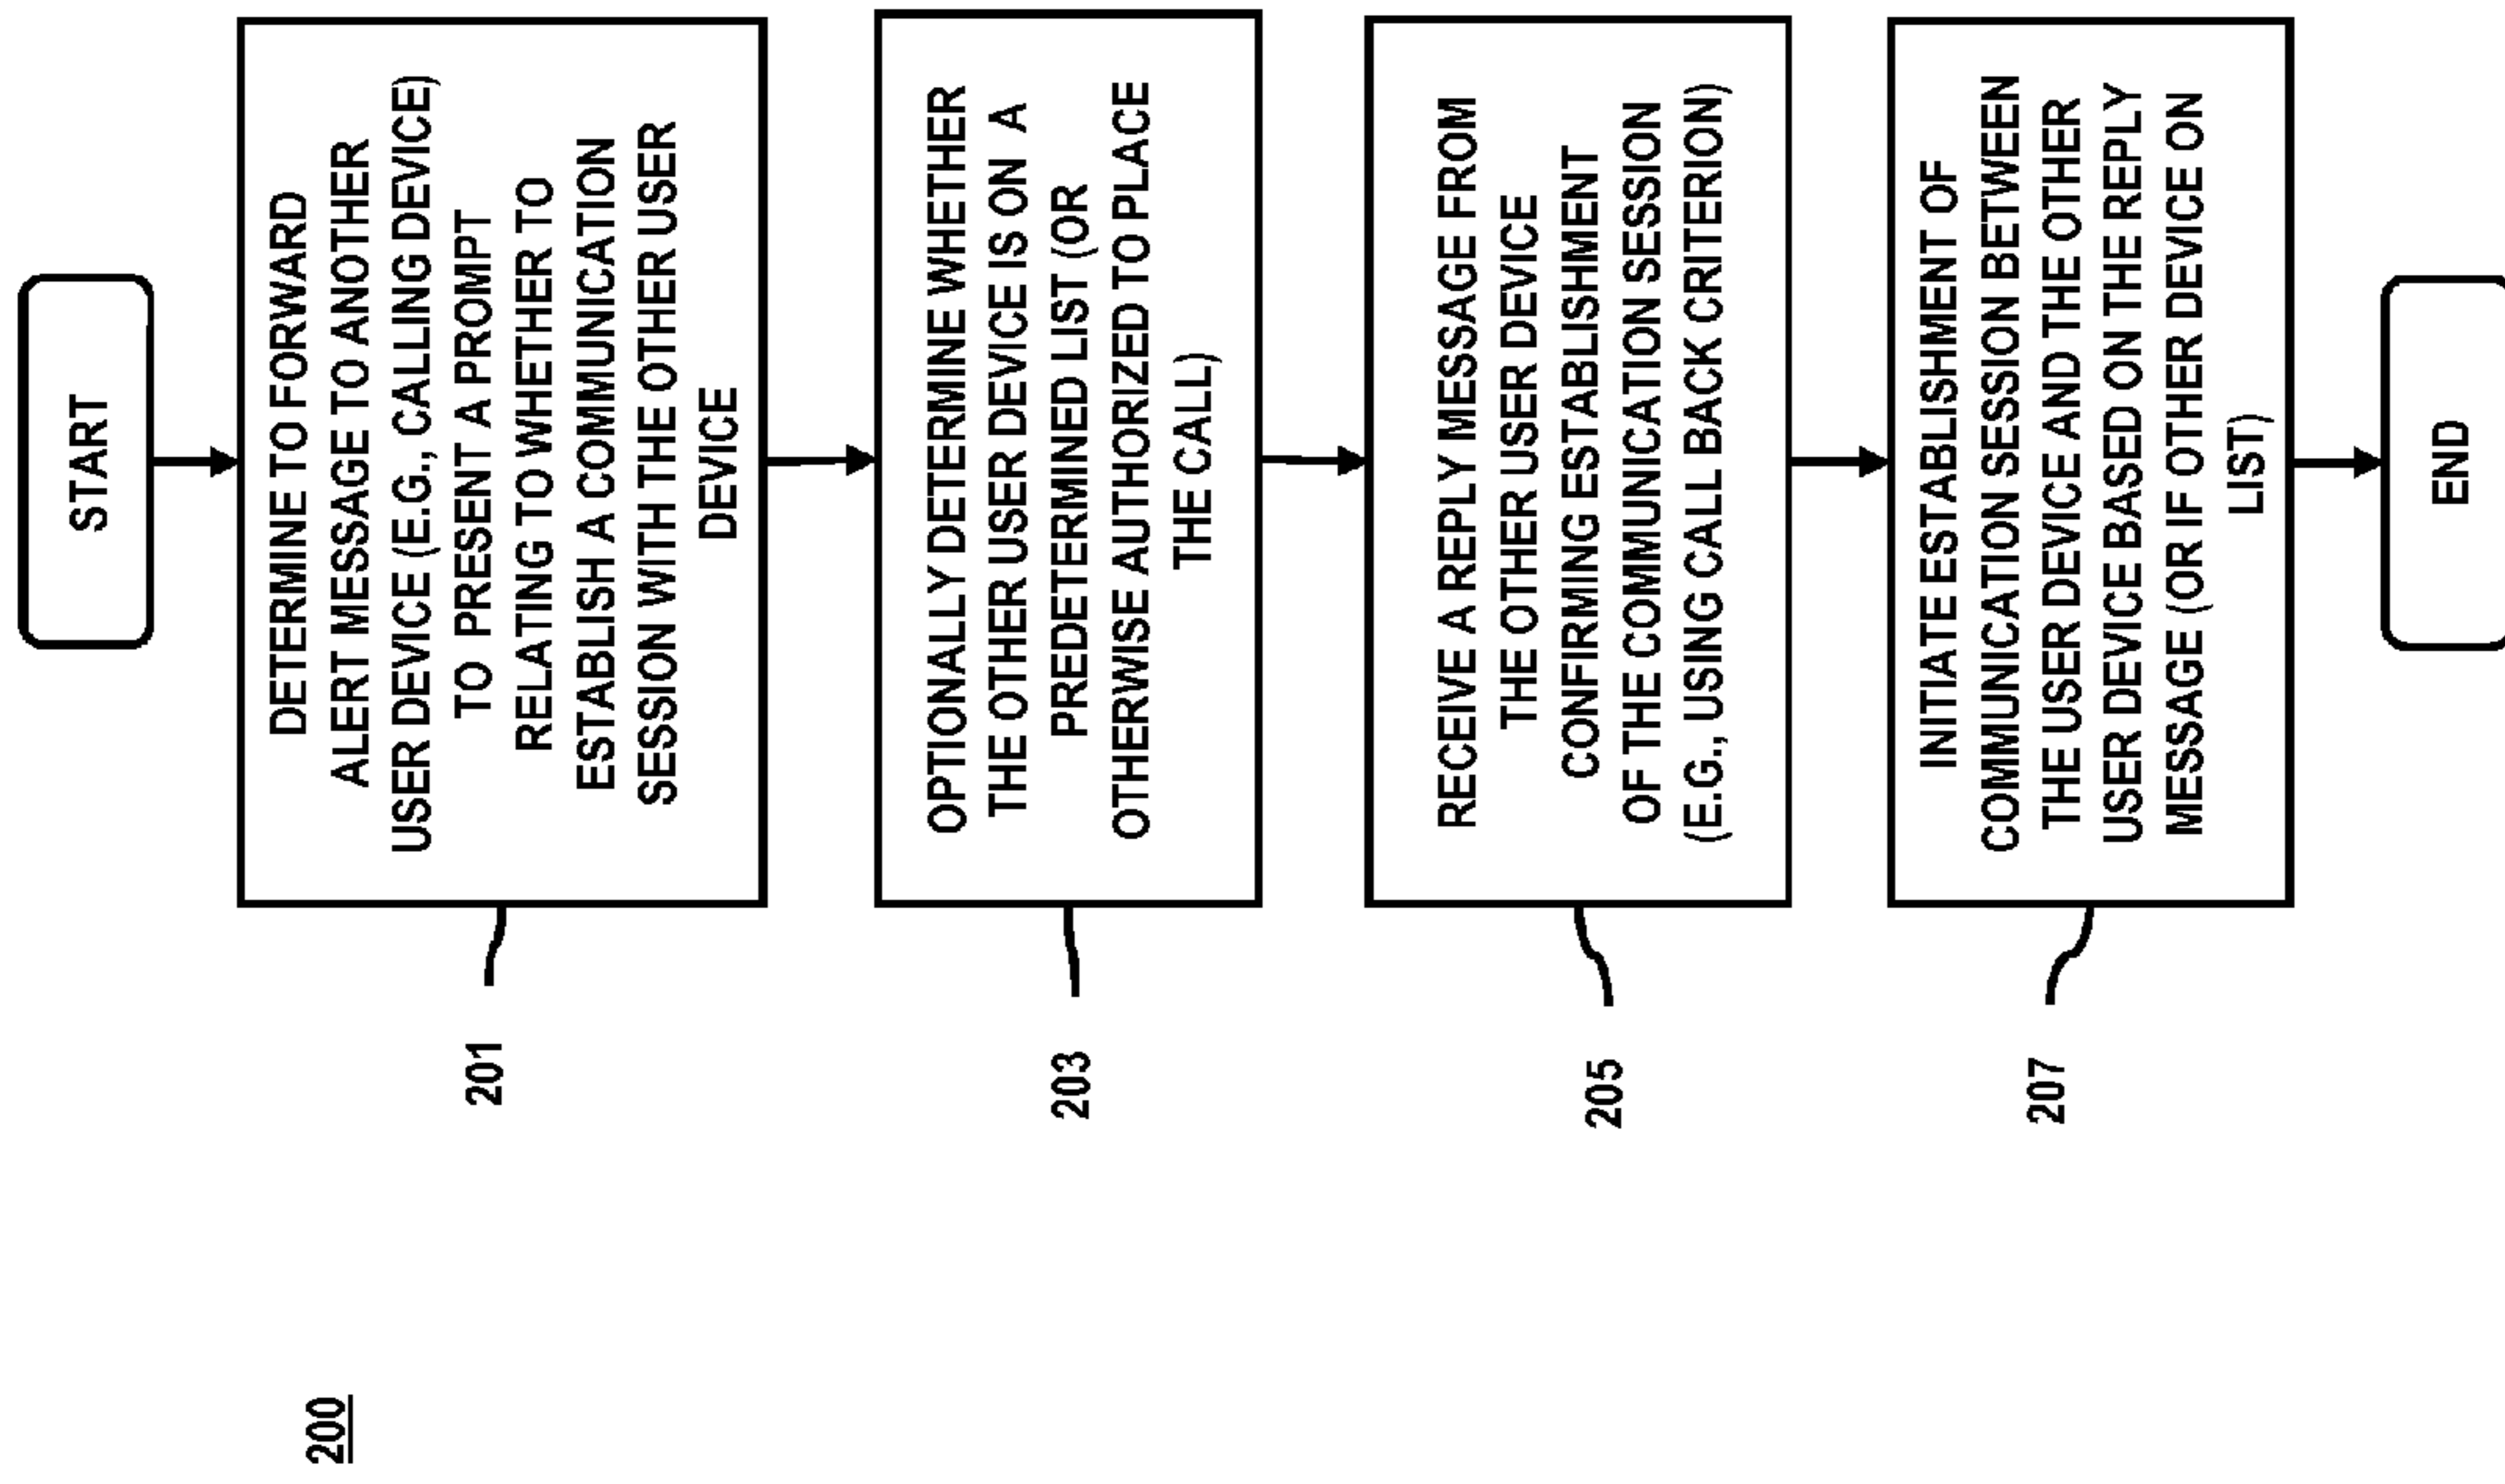 200
START
DETERMINE TO FORWARD
ALERT MESSAGE TO ANOTHER
USER DEVICE (E.G., CALLING DEVICE)
TO PRESENT A PROMPT
RELATING TO WHETHER TO
ESTABLISH A COMMUNICATION
SESSION WITH THE OTHER USER
DEVICE
201
OPTIONALLY DETERMINE WHETHER
THE OTHER USER DEVICE IS ON A
PREDETERMINED LIST (OR
OTHERWISE AUTHORIZED TO PLACE
THE CALL)
203
RECEIVE A REPLY MESSAGE FROM
THE OTHER USER DEVICE
CONFIRMING ESTABLISHMENT
OF THE COMMUNICATION SESSION
(E.G., USING CALL BACK CRITERION)
205
INITIATE ESTABLISHMENT OF
COMMUNICATION SESSION BETWEEN
THE USER DEVICE AND THE OTHER
USER DEVICE BASED ON THE REPLY
MESSAGE (OR IF OTHER DEVICE ON
LIST)
207
END